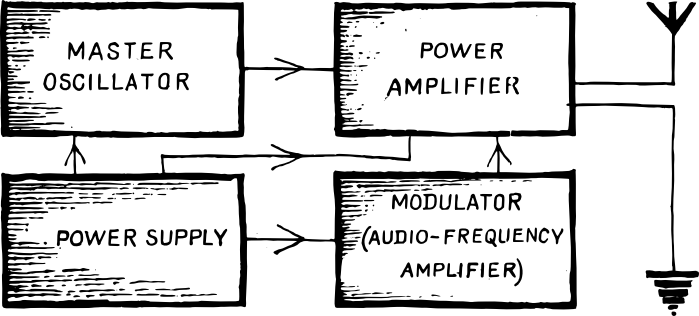 MASTER
OSCILLATOR
POWER
AMPLIFIER
POWER SUPPLY
MODULATOR
(AUDIO-FREQUENCY
AMPLIFIER)